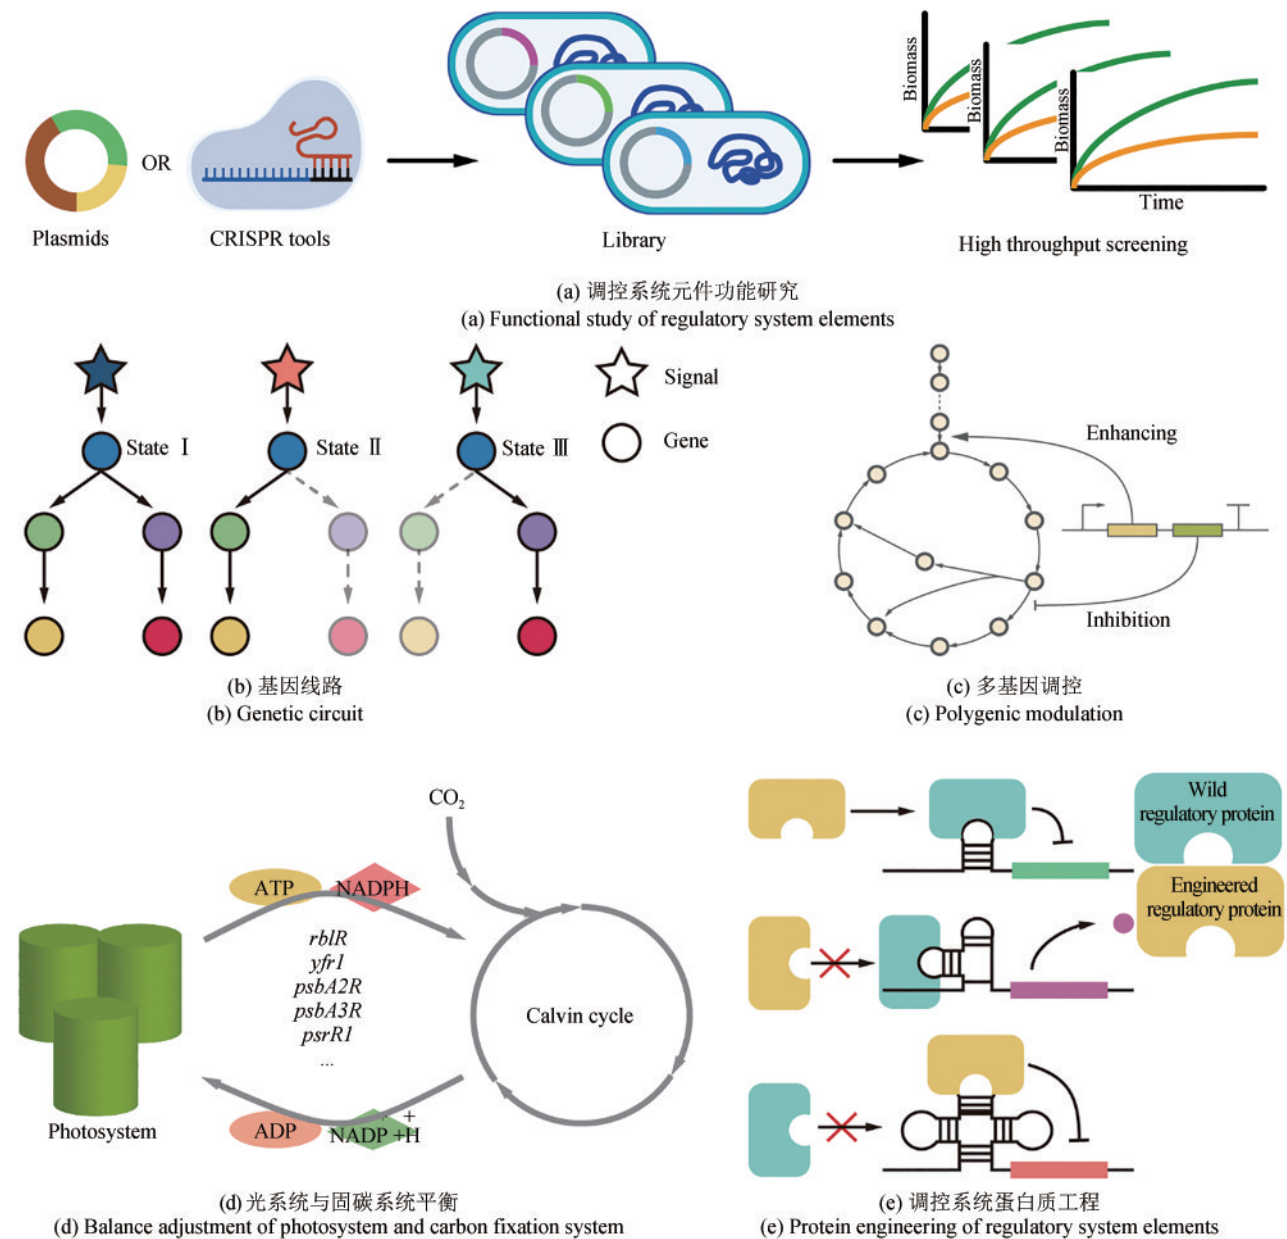 Plasmids
OR
CRISPR tools
Library
Biomass
Biomass
Biomass
Time
High throughput screening
(a) 调控系统元件功能研究
(a) Functional study of regulatory system elements
State Ⅰ
State Ⅱ
State Ⅲ
Signal
Gene
(b) 基因线路
(b) Genetic circuit
Enhancing
Inhibition
(c) 多基因调控
(c) Polygenic modulation
CO₂
ATP
NADPH
rblR
yfr1
psbA2R
psbA3R
psrR1
...
Calvin cycle
Photosystem
ADP
NADP⁺+H⁺
(d) 光系统与固碳系统平衡
(d) Balance adjustment of photosystem and carbon fixation system
Wild
regulatory protein
Engineered
regulatory protein
(e) 调控系统蛋白质工程
(e) Protein engineering of regulatory system elements